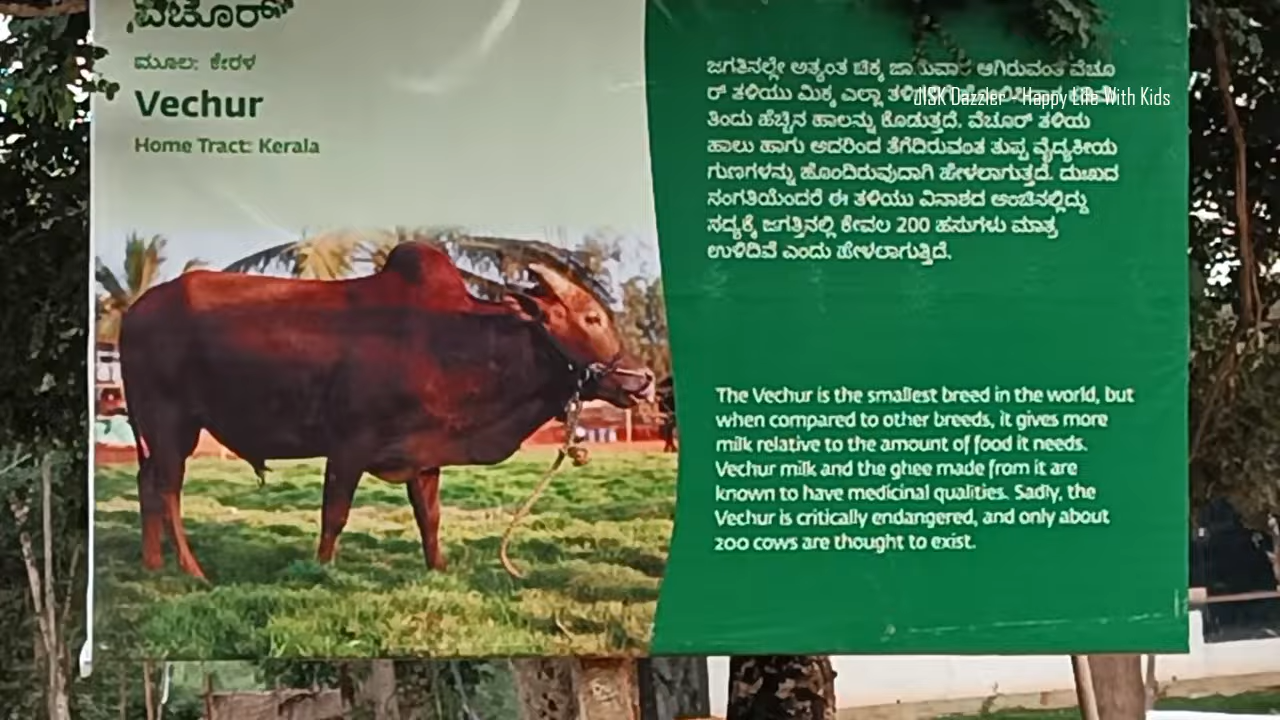 ವೆಚೂರ್
ಮೂಲ: ಕೇರಳ
Vechur
Home Tract: Kerala
ಜಗತಿನಲ್ಲೇ ಅತ್ಯಂತ ಚಿಕ್ಕ ಜಾನುವಾರು ಆಗಿರುವಂತ ವೆಚೂ
ರ್ ತಳಿಯು ಮಿಕ್ಕ ಎಲ್ಲಾ
JISK Dazzler - Happy Life With Kids
ತಿಂದು ಹೆಚ್ಚಿನ ಹಾಲನ್ನು ಕೊಡುತ್ತದೆ. ವೆಚೂರ್ ತಳಿಯ
ಹಾಲು ಹಾಗು ಅದರಿಂದ ತೆಗೆದಿರುವಂತ ತುಪ್ಪ ವೈದ್ಯಕೀಯ
ಗುಣಗಳನ್ನು ಹೊಂದಿರುವುದಾಗಿ ಹೇಳಲಾಗುತ್ತದೆ. ದುಃಖದ
ಸಂಗತಿಯೆಂದರೆ ಈ ತಳಿಯು ವಿನಾಶದ ಅಂಚಿನಲ್ಲಿದ್ದು
ಸದ್ಯಕ್ಕೆ ಜಗತ್ತಿನಲ್ಲಿ ಕೇವಲ 200 ಹಸುಗಳು ಮಾತ್ರ
ಉಳಿದಿವೆ ಎಂದು ಹೇಳಲಾಗುತ್ತಿದೆ.
The Vechur is the smallest breed in the world, but
when compared to other breeds, it gives more
milk relative to the amount of food it needs.
Vechur milk and the ghee made from it are
known to have medicinal qualities. Sadly, the
Vechur is critically endangered, and only about
200 cows are thought to exist.